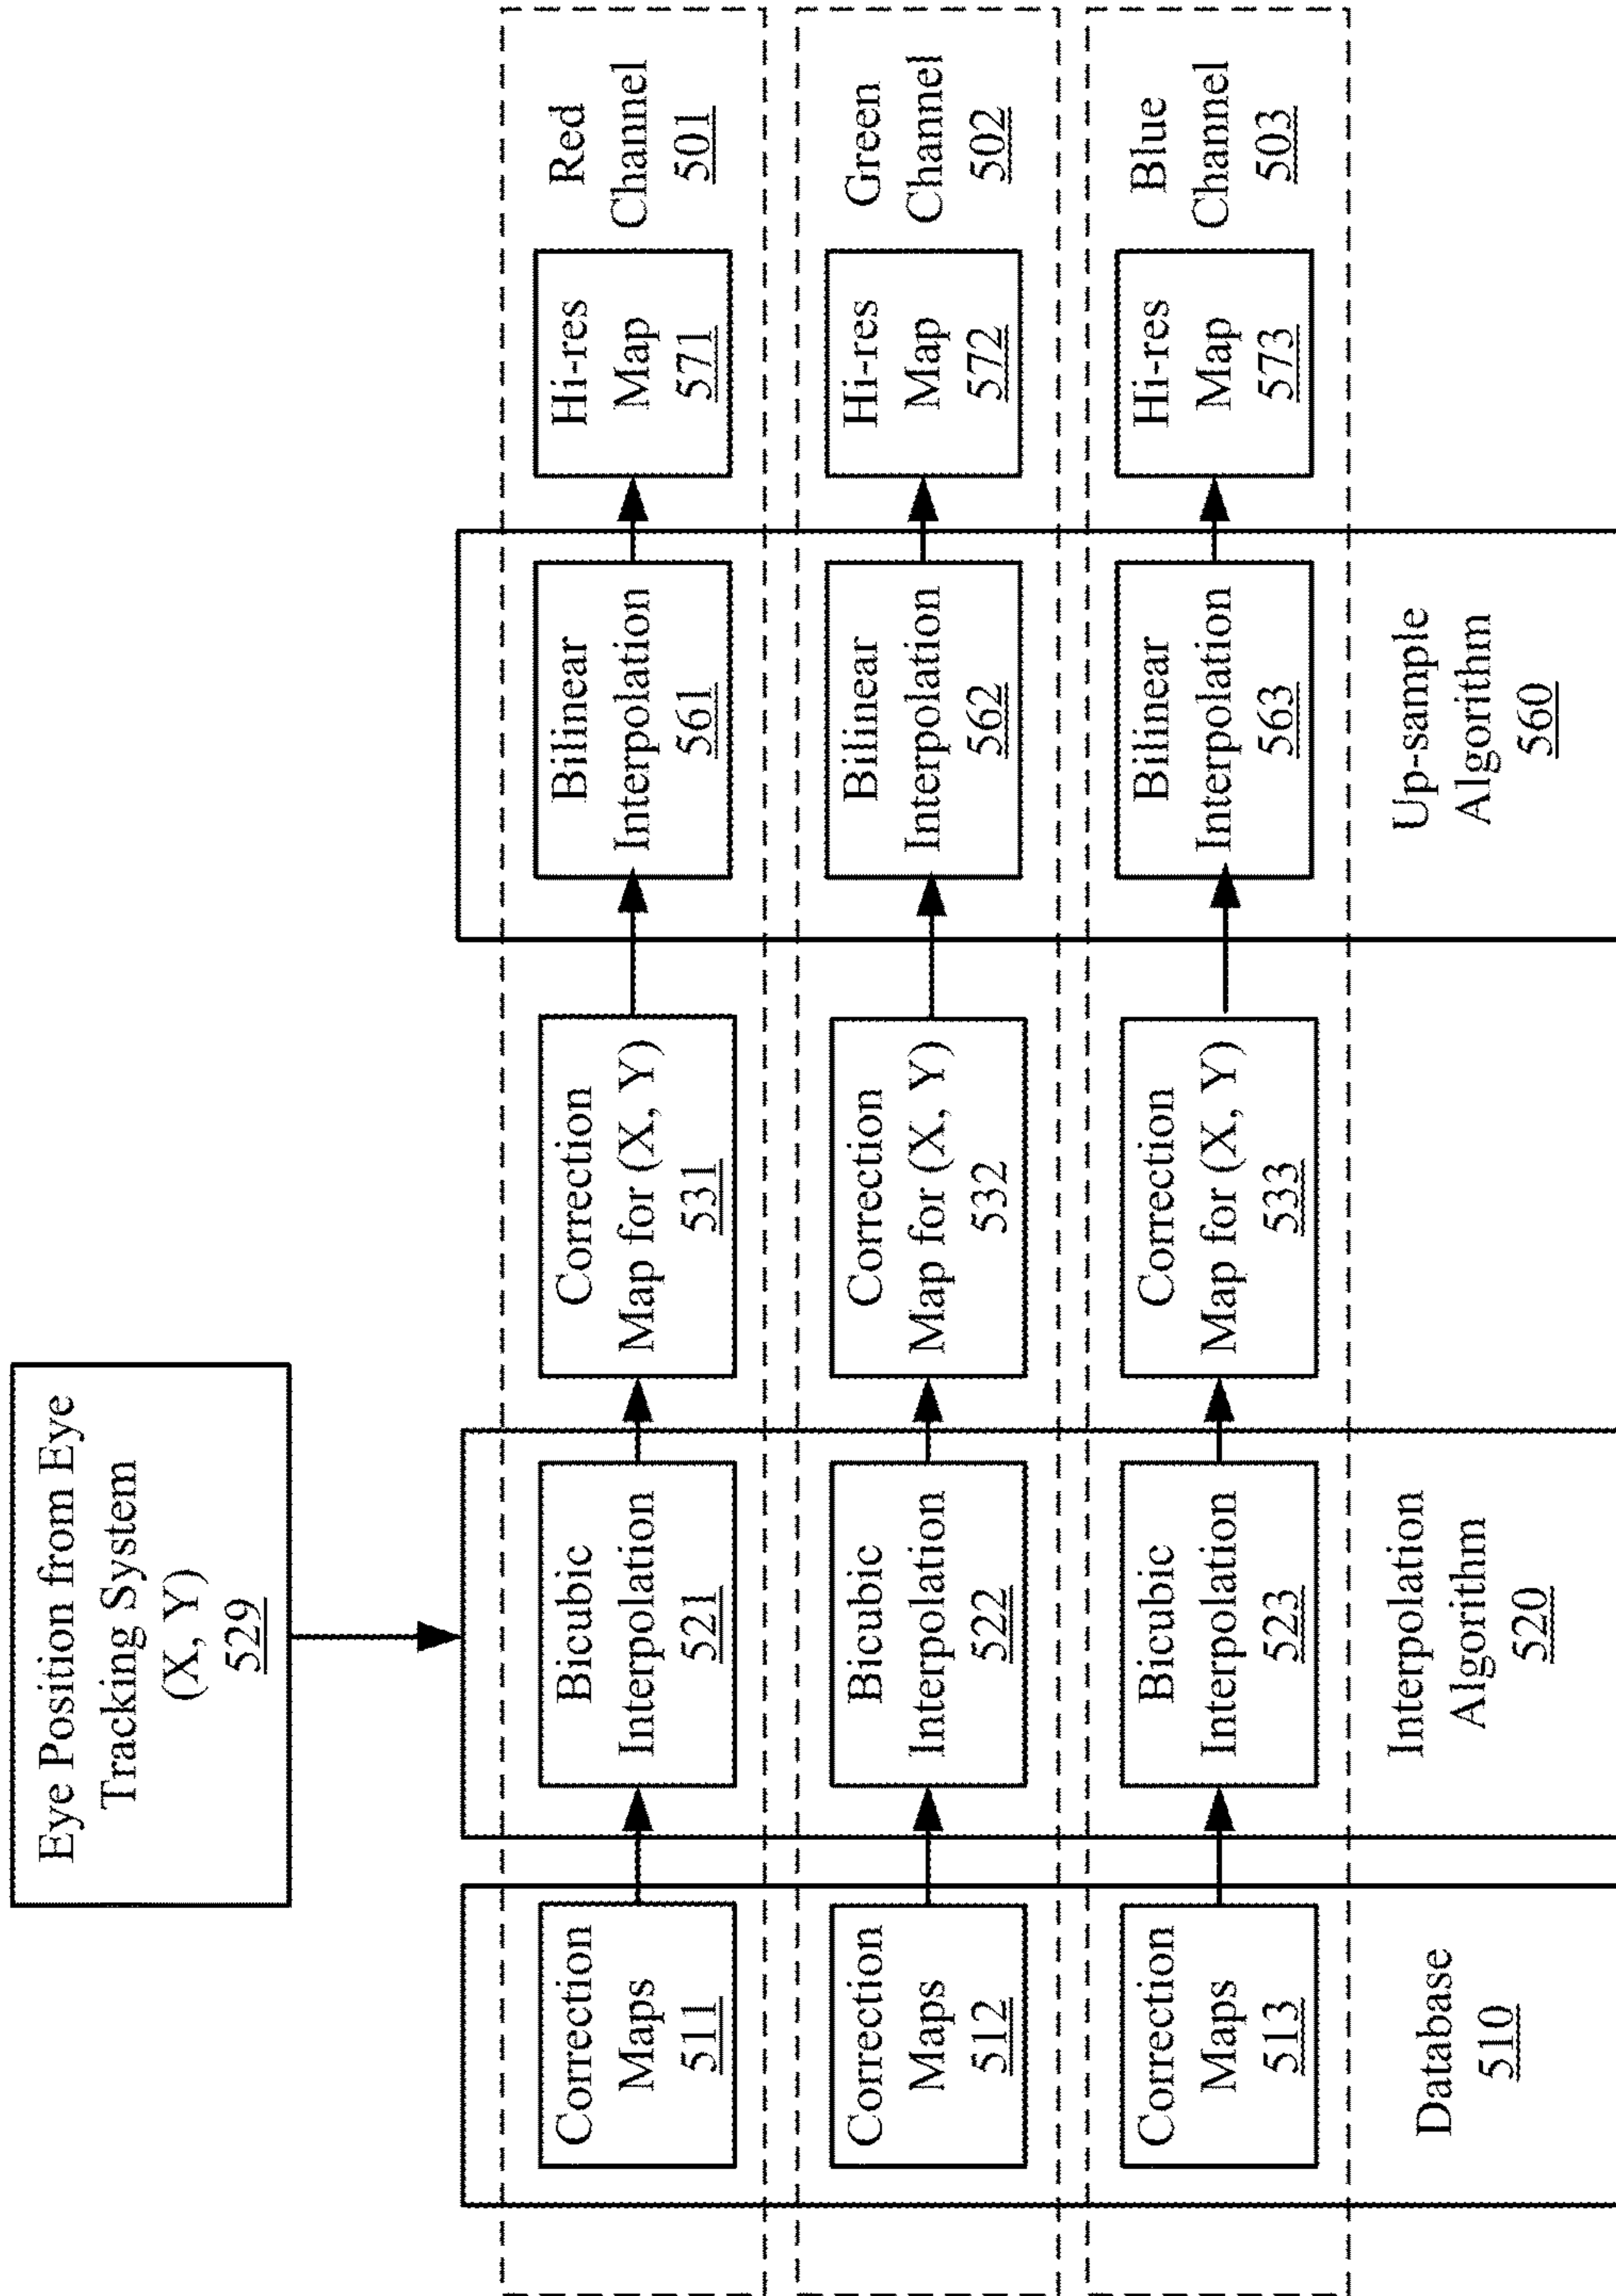 Eye Position from Eye
Tracking System
(X, Y)
529
Correction
Maps
511
Bicubic
Interpolation
521
Correction
Map for (X, Y)
531
Bilinear
Interpolation
561
Hi-res
Map
571
Red
Channel
501
Correction
Maps
512
Bicubic
Interpolation
522
Correction
Map for (X, Y)
532
Bilinear
Interpolation
562
Hi-res
Map
572
Green
Channel
502
Correction
Maps
513
Bicubic
Interpolation
523
Correction
Map for (X, Y)
533
Bilinear
Interpolation
563
Hi-res
Map
573
Blue
Channel
503
Database
510
Interpolation
Algorithm
520
Up-sample
Algorithm
560